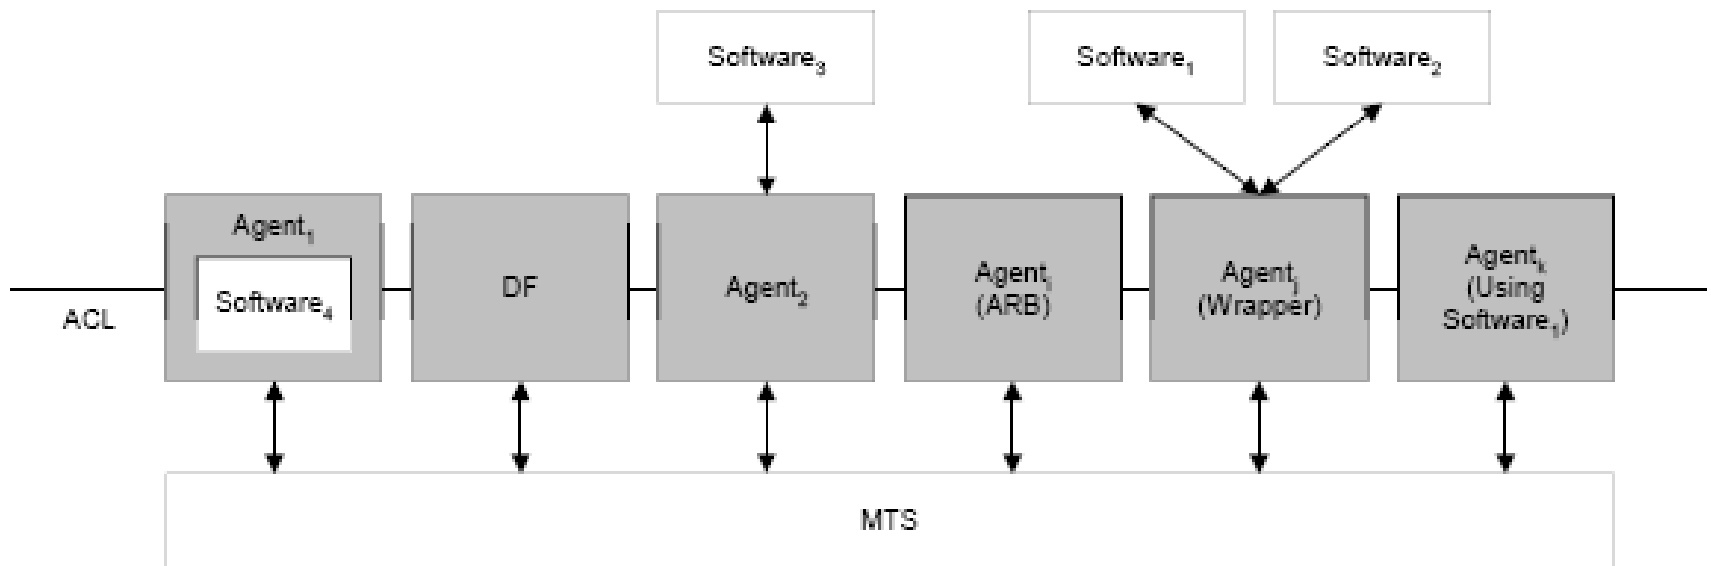 Software₃
Software₁
Software₂
Agent₁
Software₄
ACL
DF
Agent₂
Agentᵢ
(ARB)
Agentⱼ
(Wrapper)
Agentₖ
(Using
Software₁)
MTS